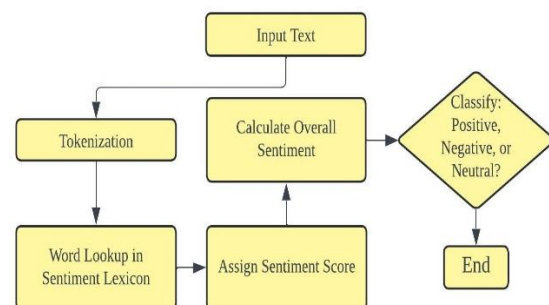 Input Text
Tokenization
Word Lookup in
Sentiment Lexicon
Assign Sentiment Score
Calculate Overall
Sentiment
Classify:
Positive,
Negative, or
Neutral?
End